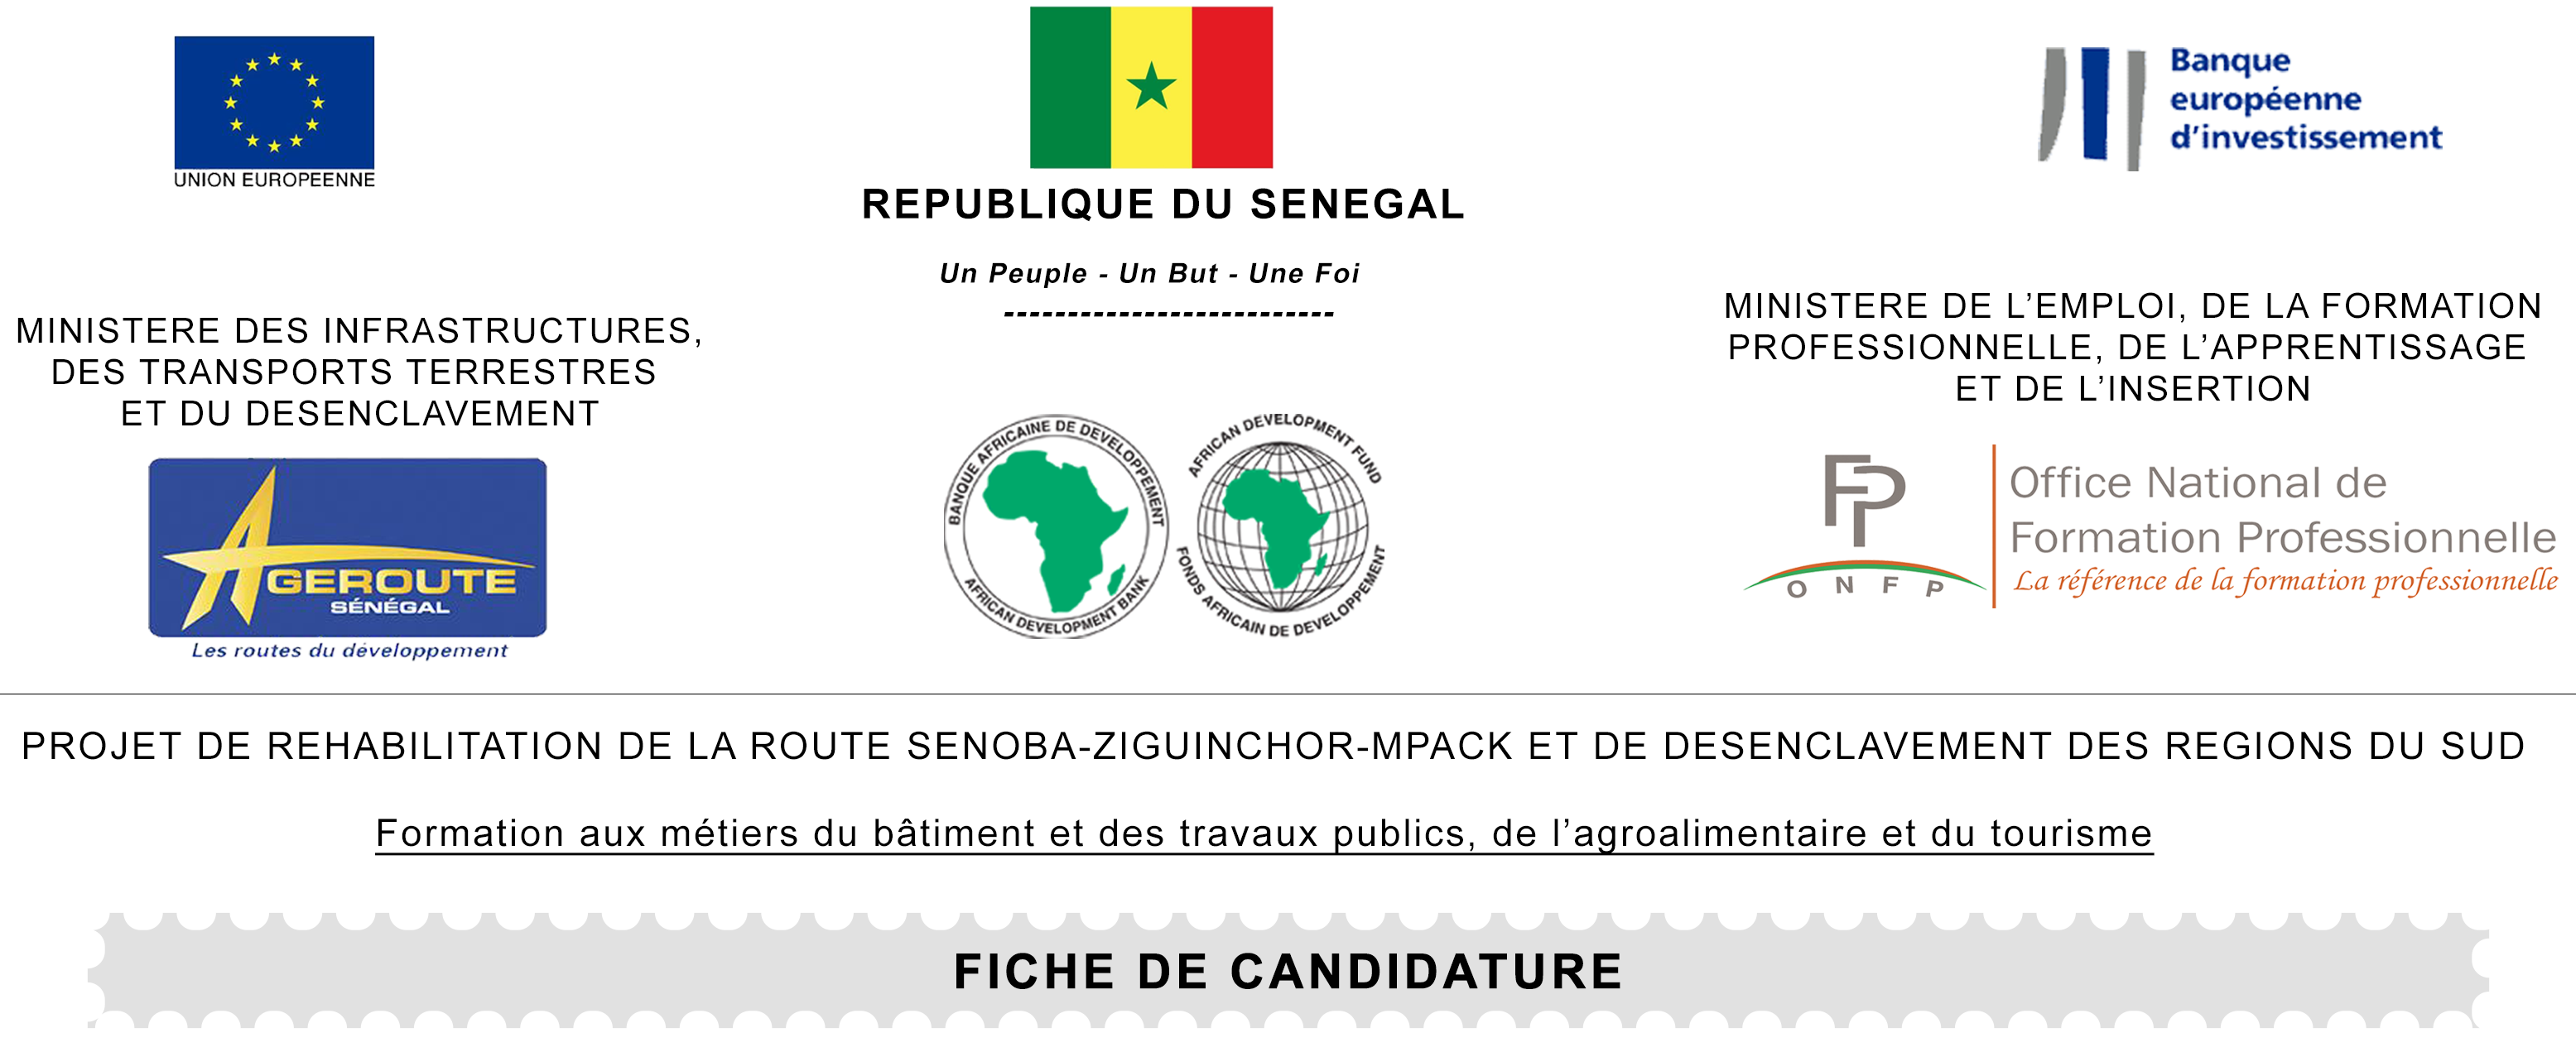 UNION EUROPEENNE
REPUBLIQUE DU SENEGAL
Un Peuple - Un But - Une Foi
--------------------------
Banque
européenne
d'investissement
MINISTERE DES INFRASTRUCTURES,
DES TRANSPORTS TERRESTRES
ET DU DESENCLAVEMENT
MINISTERE DE L’EMPLOI, DE LA FORMATION
PROFESSIONNELLE, DE L’APPRENTISSAGE
ET DE L’INSERTION
AGEROUTE
SÉNÉGAL
Les routes du développement
BANQUE AFRICAINE DE DEVELOPPEMENT
AFRICAN DEVELOPMENT BANK
AFRICAN DEVELOPMENT FUND
FONDS AFRICAIN DE DEVELOPPEMENT
FP
ONFP
Office National de
Formation Professionnelle
La référence de la formation professionnelle
PROJET DE REHABILITATION DE LA ROUTE SENOBA-ZIGUINCHOR-MPACK ET DE DESENCLAVEMENT DES REGIONS DU SUD
Formation aux métiers du bâtiment et des travaux publics, de l’agroalimentaire et du tourisme
FICHE DE CANDIDATURE